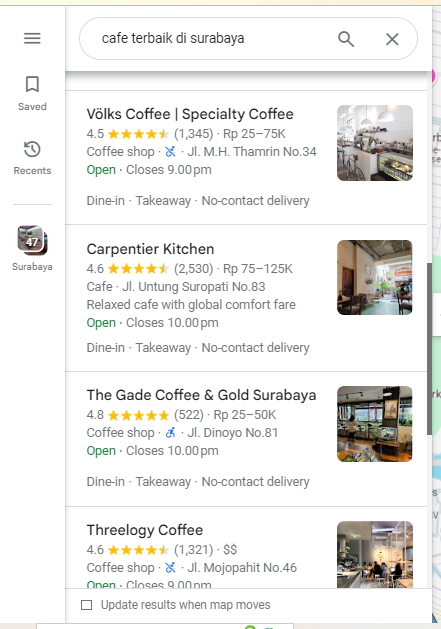 cafe terbaik di surabaya
Saved
Recents
47
Surabaya
Völks Coffee | Specialty Coffee
4.5 (1,345) · Rp 25–75K
Coffee shop · · Jl. M.H. Thamrin No.34
Open · Closes 9.00 pm
Dine-in · Takeaway · No-contact delivery
Carpentier Kitchen
4.6 (2,530) · Rp 75–125K
Cafe · Jl. Untung Suropati No.83
Relaxed cafe with global comfort fare
Open · Closes 10.00 pm
Dine-in · Takeaway · No-contact delivery
The Gade Coffee & Gold Surabaya
4.8 (522) · Rp 25–50K
Coffee shop · · Jl. Dinoyo No.81
Open · Closes 10.00 pm
Dine-in · Takeaway · No-contact delivery
Threelogy Coffee
4.6 (1,321) · $$
Coffee shop · · Jl. Mojopahit No.46
Open · Closes 9.00 pm
Update results when map moves